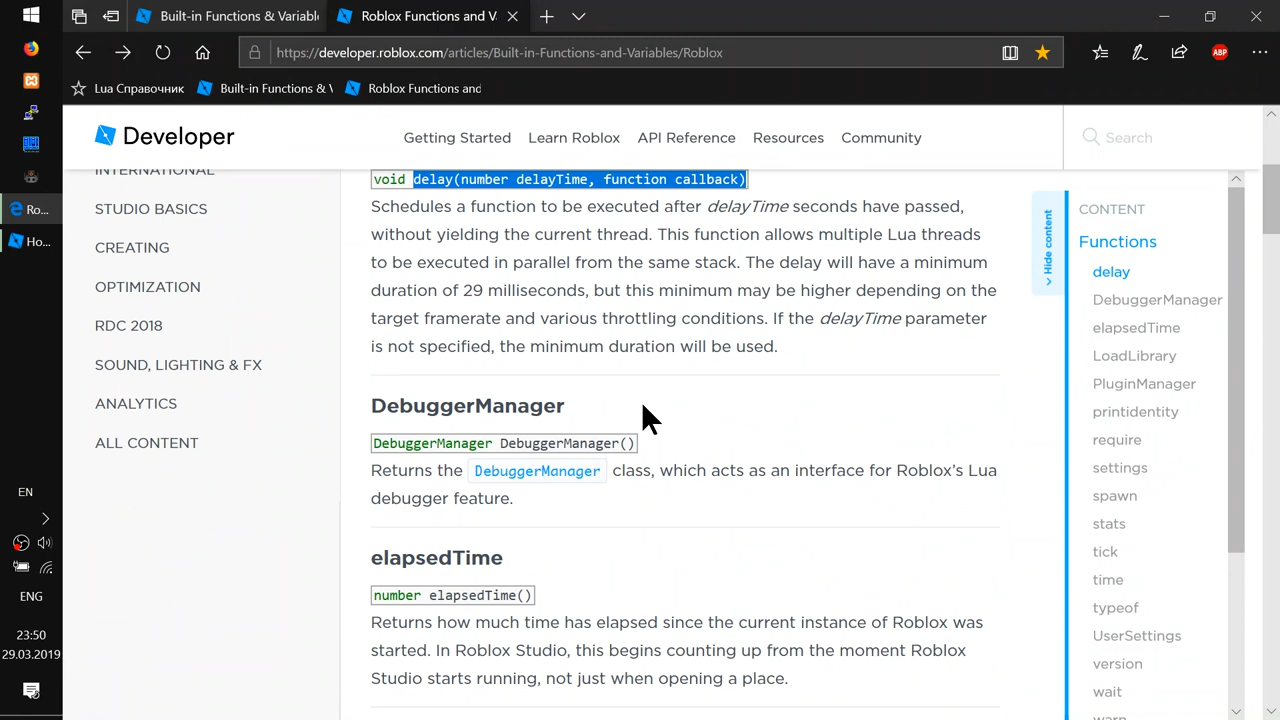 Built-in Functions & Variabl
Roblox Functions and V
https://developer.roblox.com/articles/Built-in-Functions-and-Variables/Roblox
ABP
Lua Справочник
Built-in Functions & V
Roblox Functions and
Developer
Getting Started
Learn Roblox
API Reference
Resources
Community
Search
INTERNATIONAL
STUDIO BASICS
CREATING
OPTIMIZATION
RDC 2018
SOUND, LIGHTING & FX
ANALYTICS
ALL CONTENT
void delay(number delayTime, function callback)
Schedules a function to be executed after delayTime seconds have passed,
without yielding the current thread. This function allows multiple Lua threads
to be executed in parallel from the same stack. The delay will have a minimum
duration of 29 milliseconds, but this minimum may be higher depending on the
target framerate and various throttling conditions. If the delayTime parameter
is not specified, the minimum duration will be used.
DebuggerManager
DebuggerManager DebuggerManager()
Returns the DebuggerManager class, which acts as an interface for Roblox’s Lua
debugger feature.
elapsedTime
number elapsedTime()
Returns how much time has elapsed since the current instance of Roblox was
started. In Roblox Studio, this begins counting up from the moment Roblox
Studio starts running, not just when opening a place.
Hide content
CONTENT
Functions
delay
DebuggerManager
elapsedTime
LoadLibrary
PluginManager
printidentity
require
settings
spawn
stats
tick
time
typeof
UserSettings
version
wait
warn
Ro...
Ho...
EN
ENG
23:50
29.03.2019